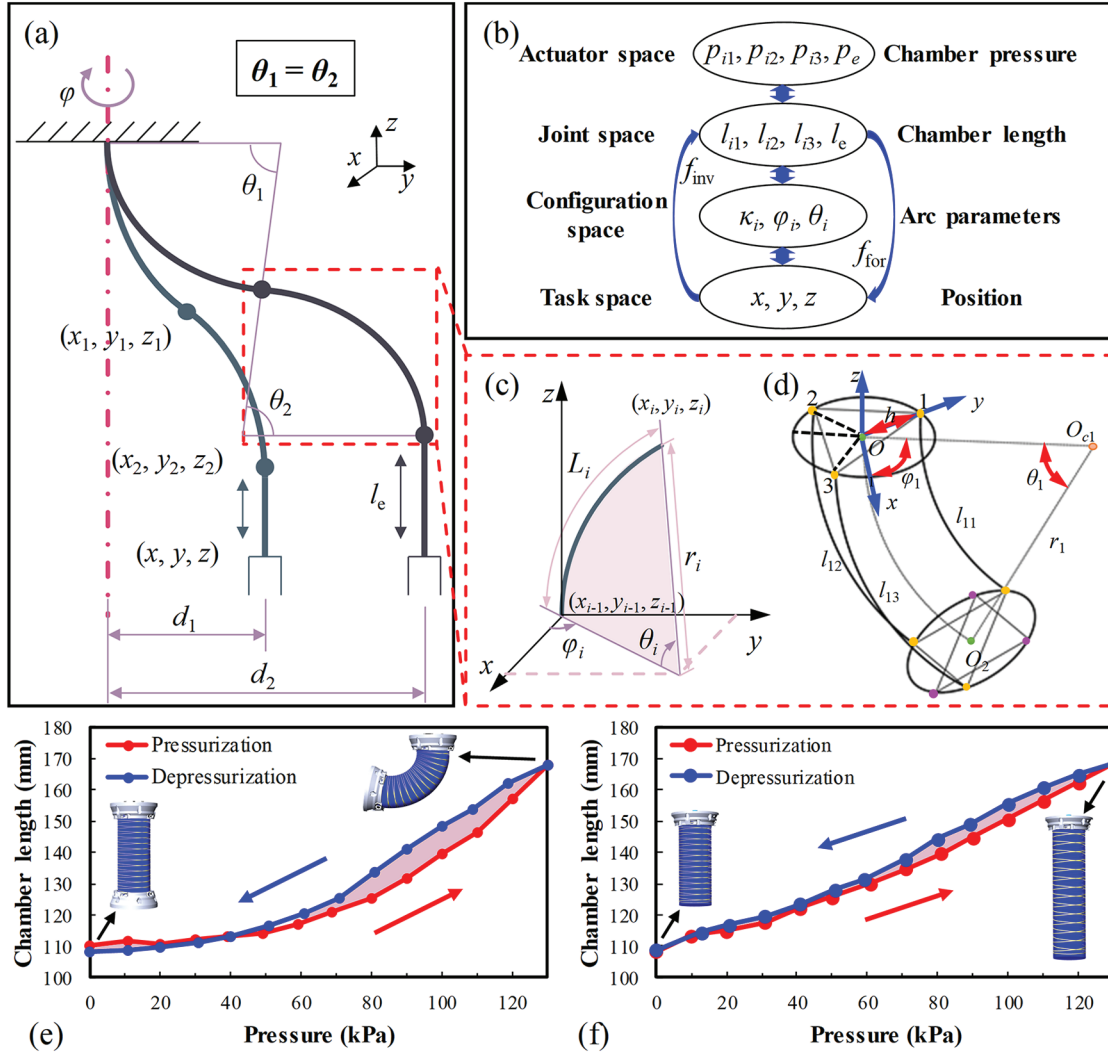 (a)
φ
θ1 = θ2
z
x
y
θ1
(x1, y1, z1)
θ2
(x2, y2, z2)
le
(x, y, z)
d1
d2
(b)
Actuator space
pi1, pi2, pi3, pe
Chamber pressure
Joint space
li1, li2, li3, le
Chamber length
finv
Configuration
space
κi, φi, θi
Arc parameters
ffor
Task space
x, y, z
Position
(c)
z
(xi, yi, zi)
Li
ri
(xi-1, yi-1, zi-1)
φi
θi
x
y
(d)
z
2
1
y
h
O
Oc1
φ1
θ1
3
x
l11
r1
l12
l13
O2
180
170
160
150
140
130
120
110
100
Chamber length (mm)
Pressurization
Depressurization
0 20 40 60 80 100 120
Pressure (kPa)
(e)
180
170
160
150
140
130
120
110
100
Chamber length (mm)
Pressurization
Depressurization
0 20 40 60 80 100 120
Pressure (kPa)
(f)